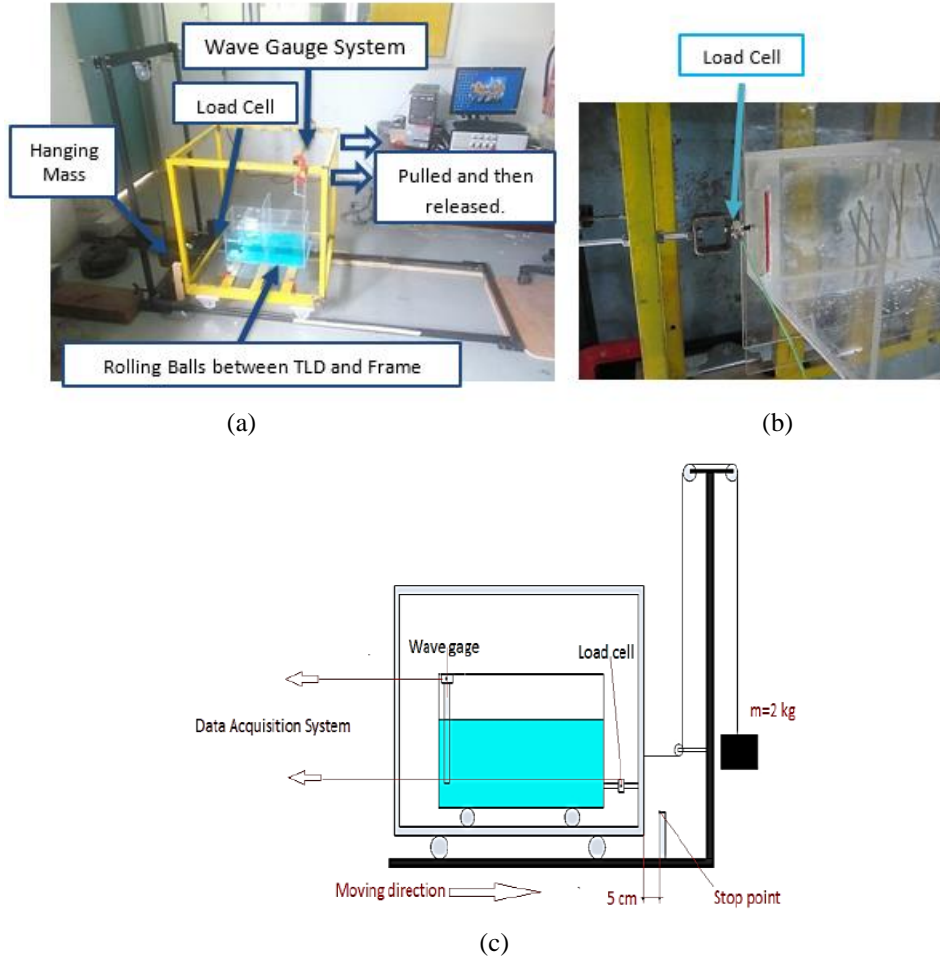 Wave Gauge System
Load Cell
Hanging
Mass
Pulled and then
released.
Rolling Balls between TLD and Frame
(a)
Load Cell
(b)
Wave gage
Load cell
m=2 kg
Data Acquisition System
Moving direction
5 cm
Stop point
(c)